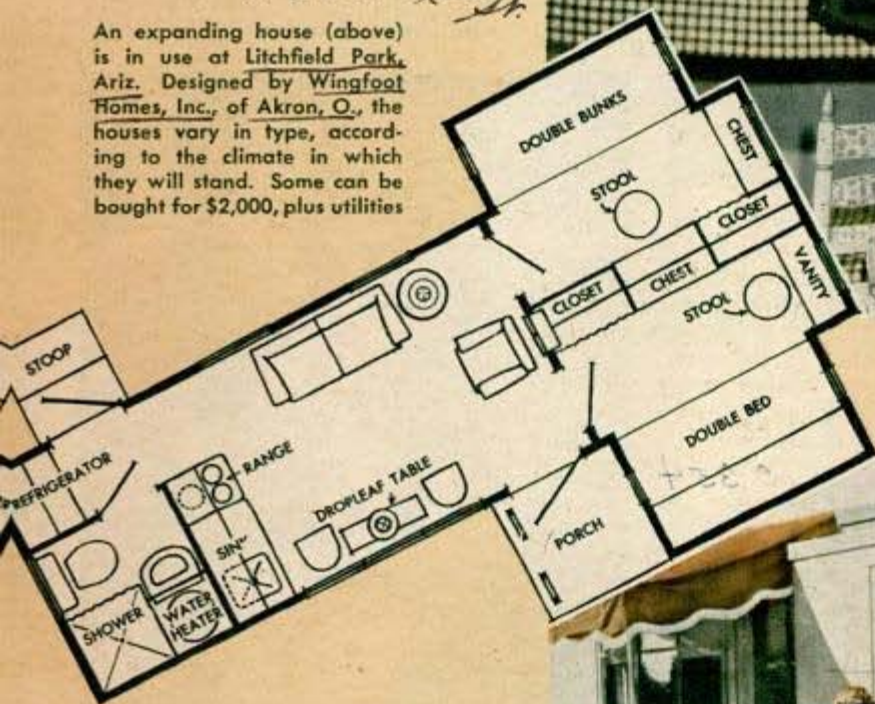 St.
An expanding house (above)
is in use at Litchfield Park,
Ariz. Designed by Wingfoot
Homes, Inc., of Akron, O., the
houses vary in type, accord-
ing to the climate in which
they will stand. Some can be
bought for $2,000, plus utilities
DOUBLE BUNKS
CHEST
STOOL
CLOSET
CHEST
CLOSET
VANITY
STOOL
STOOP
DOUBLE BED
RANGE
REFRIGERATOR
DROPLEAF TABLE
PORCH
SINK
SHOWER
WATER
HEATER